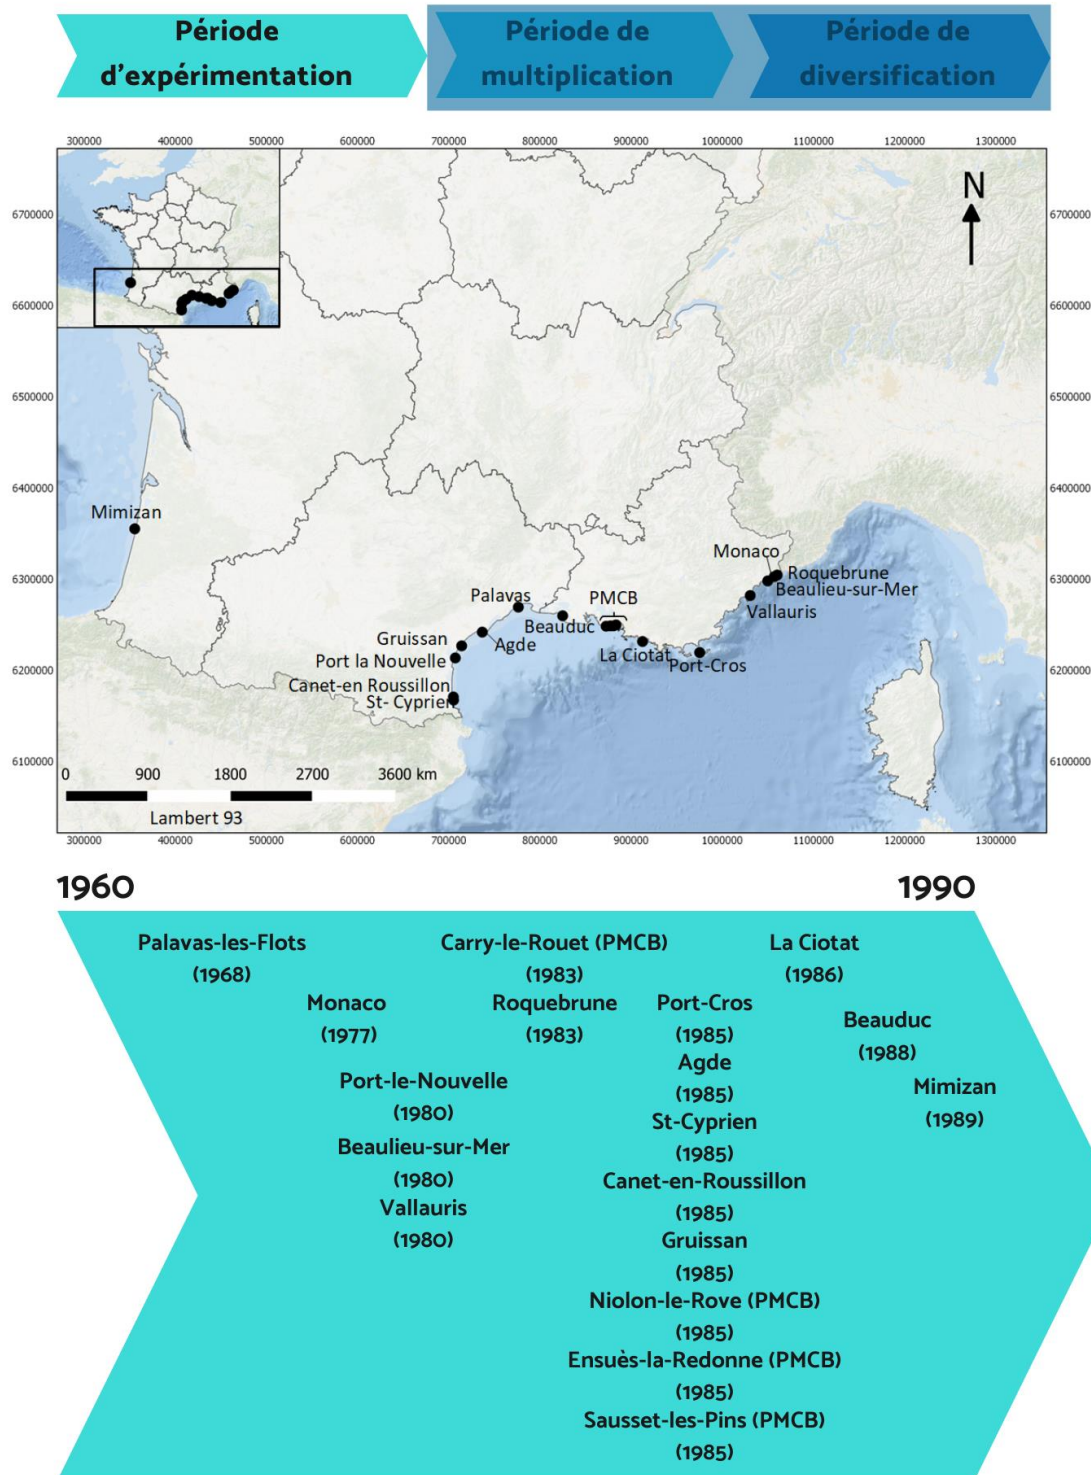 Période
d'expérimentation
Période de
multiplication
Période de
diversification
300000 400000 500000 600000 700000 800000 900000 1000000 1100000 1200000 1300000
N
6700000 6700000
6600000 6600000
6500000 6500000
6400000 6400000
Mimizan
Monaco
6300000 6300000
Roquebrune
Beaulieu-sur-Mer
Vallauris
Palavas
PMCB
Beauduc
Gruissan
Agde
La Ciotat
Port la Nouvelle
Port-Cros
6200000 6200000
Canet-en Roussillon
St- Cyprien
6100000 6100000
0 900 1800 2700 3600 km
Lambert 93
300000 400000 500000 600000 700000 800000 900000 1000000 1100000 1200000 1300000
1960 1990
Palavas-les-Flots
(1968)
Monaco
(1977)
Port-le-Nouvelle
(1980)
Beaulieu-sur-Mer
(1980)
Vallauris
(1980)
Carry-le-Rouet (PMCB)
(1983)
Roquebrune
(1983)
Port-Cros
(1985)
Agde
(1985)
St-Cyprien
(1985)
Canet-en-Roussillon
(1985)
Gruissan
(1985)
Niolon-le-Rove (PMCB)
(1985)
Ensuès-la-Redonne (PMCB)
(1985)
Sausset-les-Pins (PMCB)
(1985)
La Ciotat
(1986)
Beauduc
(1988)
Mimizan
(1989)